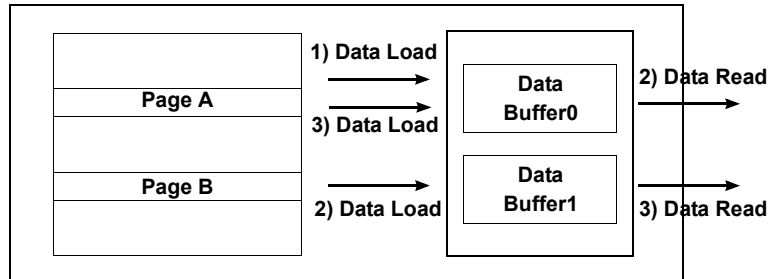 1) Data Load
Page A
3) Data Load
Data
Buffer0
2) Data Read
Page B
2) Data Load
Data
Buffer1
3) Data Read